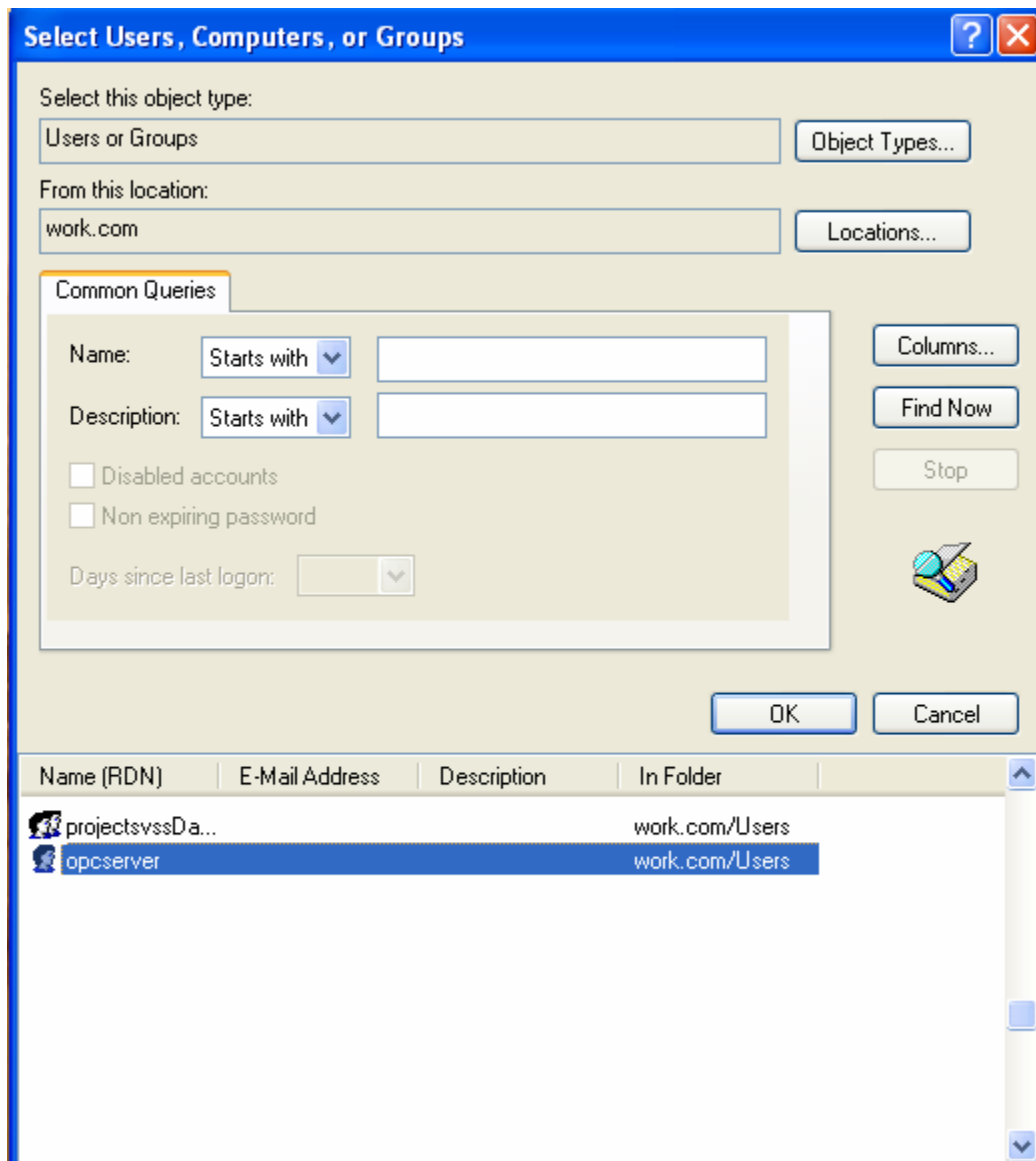 Select Users, Computers, or Groups
Select this object type:
Users or Groups
Object Types...
From this location:
work.com
Locations...
Common Queries
Name:
Starts with
Columns...
Description:
Starts with
Find Now
Disabled accounts
Stop
Non expiring password
Days since last logon:
OK
Cancel
Name (RDN) E-Mail Address Description In Folder
projectsvssDa... work.com/Users
opcserver work.com/Users